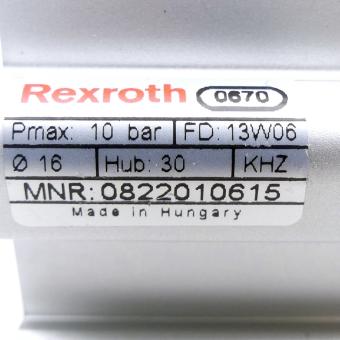 Rexroth 0670
Pmax: 10 bar FD: 13W06
Ø 16 Hub: 30 KHZ
MNR: 0822010615
Made in Hungary